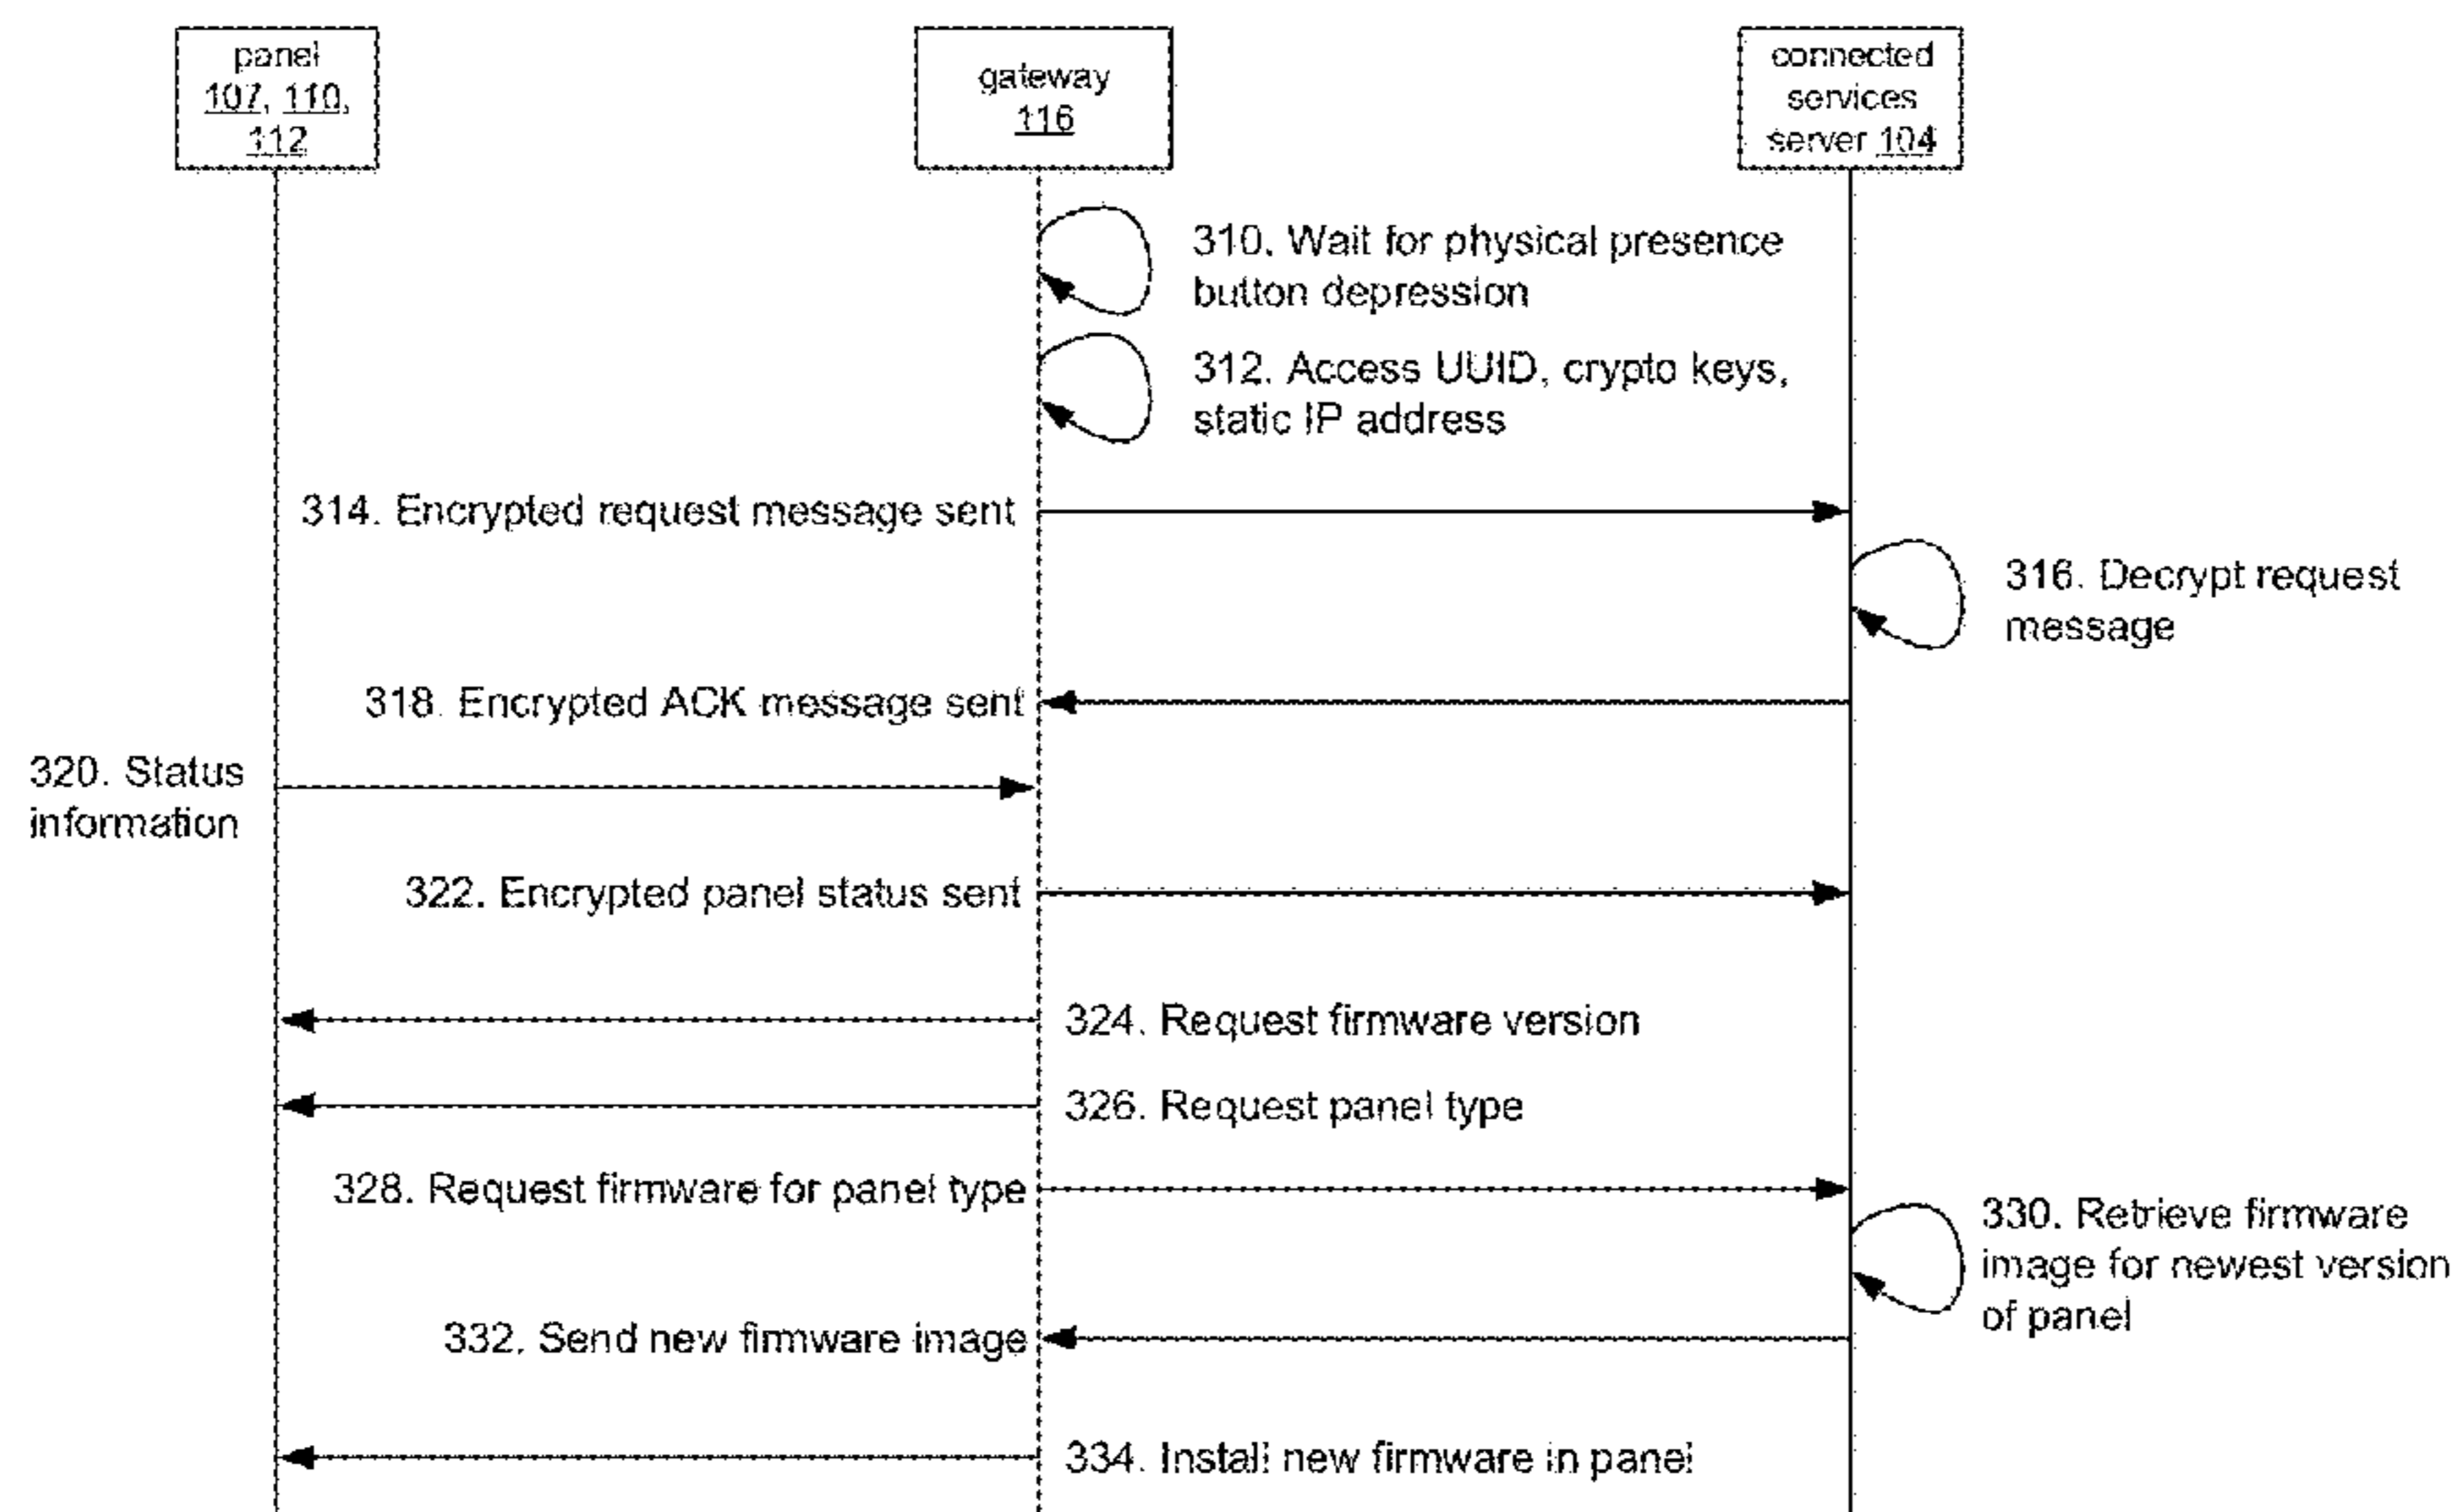 panel
107, 110,
112
gateway
116
connected
services
server 104
310. Wait for physical presence
button depression
312. Access UUID, crypto keys,
static IP address
314. Encrypted request message sent
316. Decrypt request
message
318. Encrypted ACK message sent
320. Status
information
322. Encrypted panel status sent
324. Request firmware version
326. Request panel type
328. Request firmware for panel type
330. Retrieve firmware
image for newest version
of panel
332. Send new firmware image
334. Install new firmware in panel